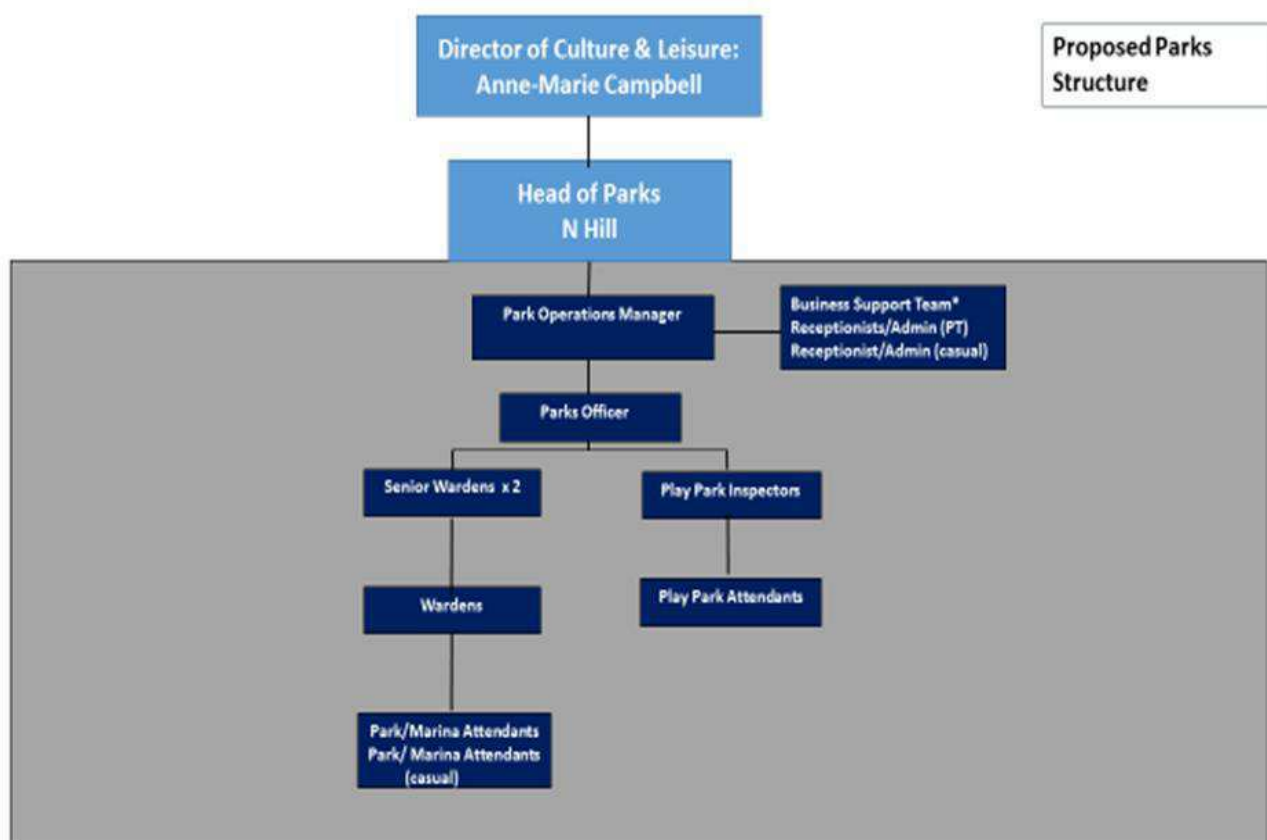 Director of Culture & Leisure:
Anne-Marie Campbell
Proposed Parks
Structure
Head of Parks
N Hill
Park Operations Manager
Business Support Team*
Receptionists/Admin (PT)
Receptionist/Admin (casual)
Parks Officer
Senior Wardens x 2
Play Park Inspectors
Wardens
Play Park Attendants
Park/Marina Attendants
Park/ Marina Attendants
(casual)